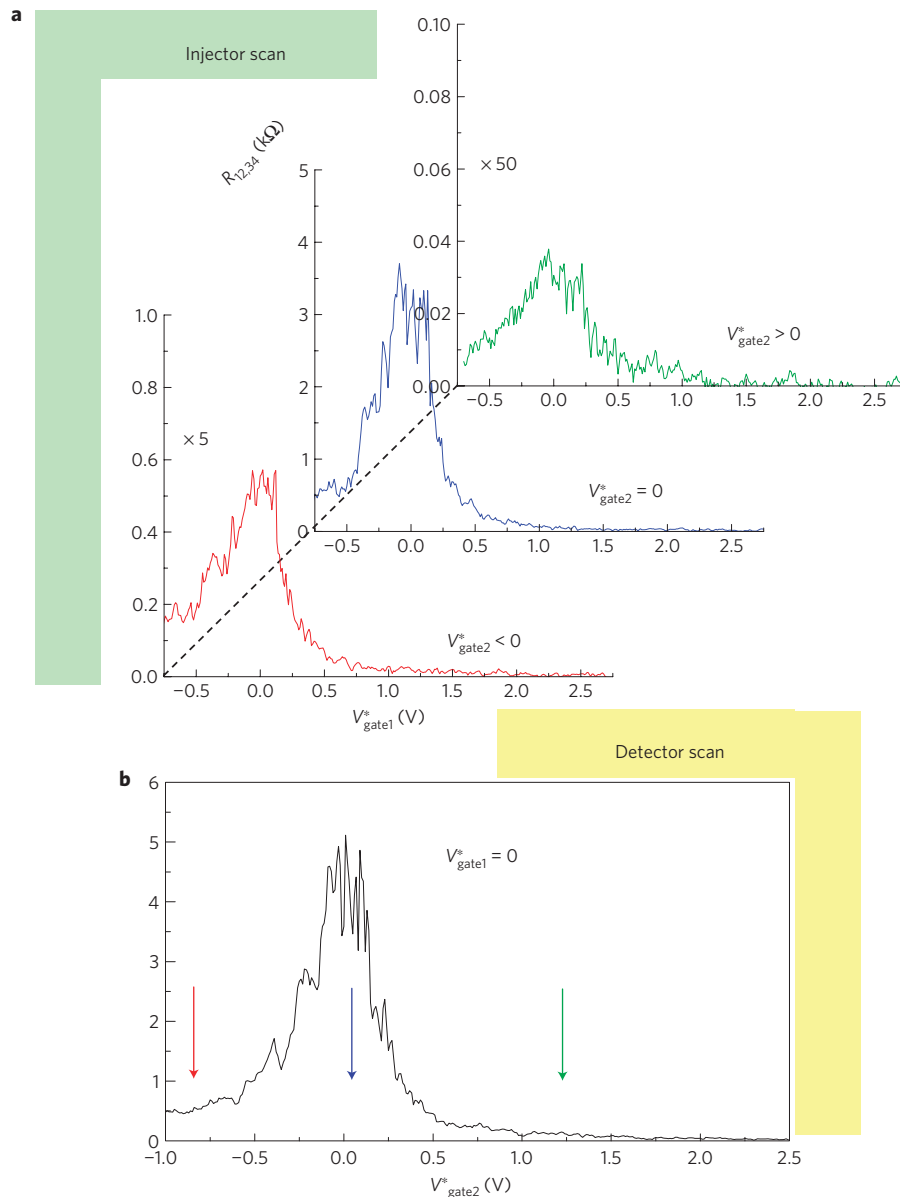 a
Injector scan
R12,34 (kΩ)
0.10
0.08
0.06
0.04
0.02
0.00
× 50
V*gate2 > 0
−0.5 0.0 0.5 1.0 1.5 2.0 2.5
5
4
3
2
1
0
V*gate2 = 0
−0.5 0.0 0.5 1.0 1.5 2.0 2.5
1.0
0.8
0.6
0.4
0.2
0.0
× 5
V*gate2 < 0
−0.5 0.0 0.5 1.0 1.5 2.0 2.5
V*gate1 (V)
Detector scan
b
6
5
4
3
2
1
0
V*gate1 = 0
−1.0 −0.5 0.0 0.5 1.0 1.5 2.0 2.5
V*gate2 (V)